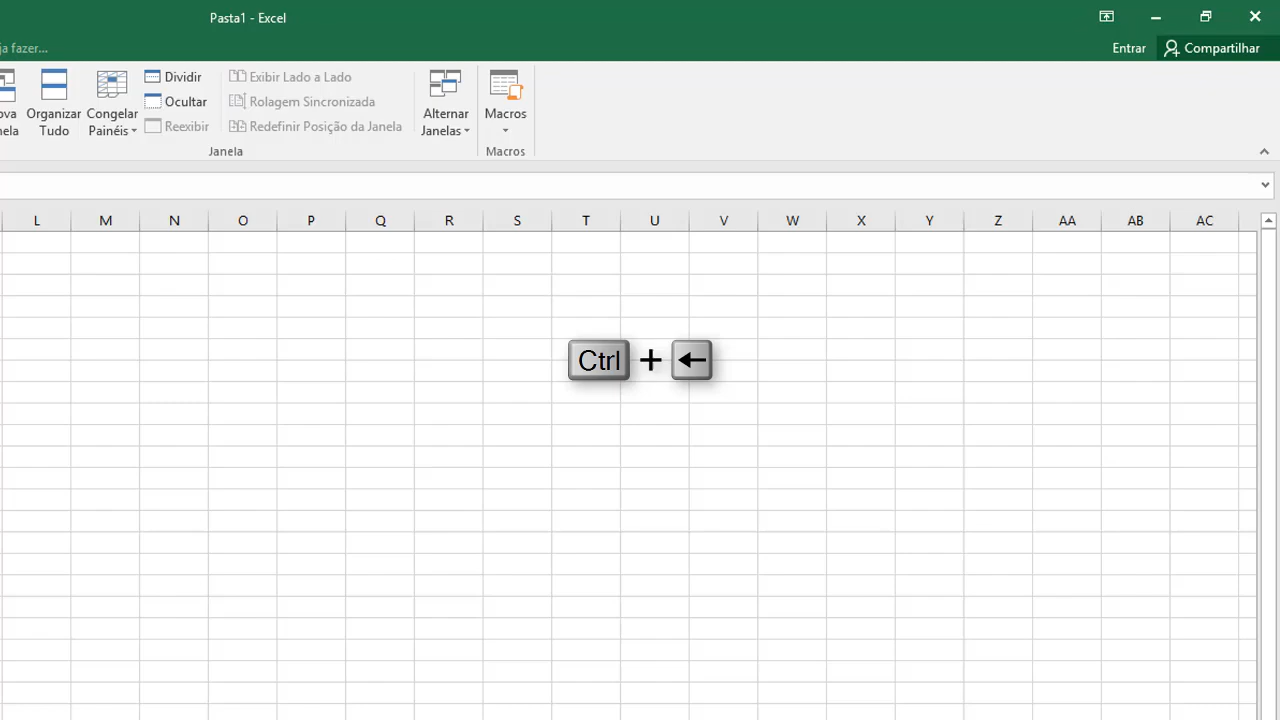 Pasta1 - Excel
ja fazer...
Entrar
Compartilhar
ova
nela
Organizar
Tudo
Congelar
Painéis
Dividir
Ocultar
Reexibir
Exibir Lado a Lado
Rolagem Sincronizada
Redefinir Posição da Janela
Alternar
Janelas
Macros
Janela
Macros
L M N O P Q R S T U V W X Y Z AA AB AC
Ctrl + ←